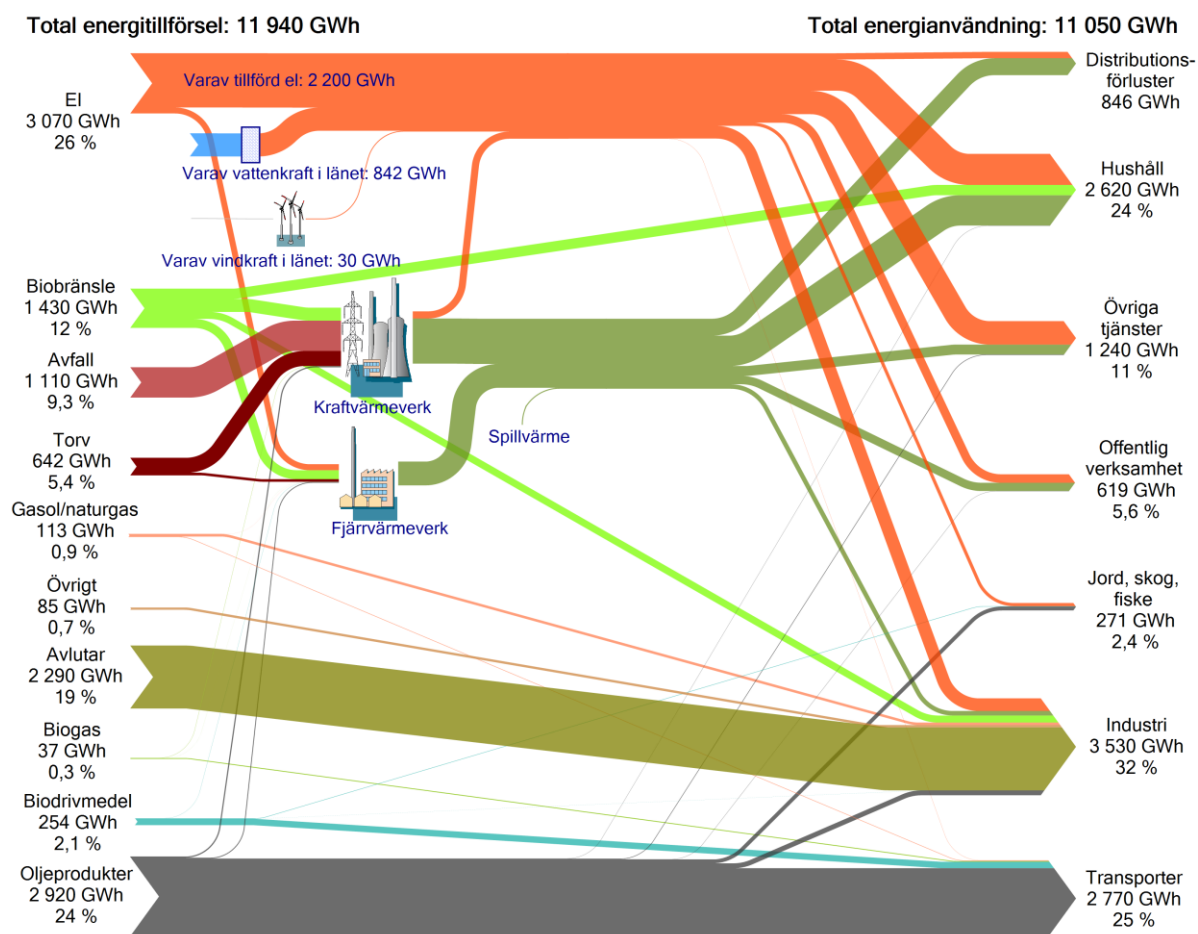 Total energitillförsel: 11 940 GWh
Total energianvändning: 11 050 GWh
El
3 070 GWh
26 %
Varav tillförd el: 2 200 GWh
Varav vattenkraft i länet: 842 GWh
Varav vindkraft i länet: 30 GWh
Biobränsle
1 430 GWh
12 %
Avfall
1 110 GWh
9,3 %
Torv
642 GWh
5,4 %
Gasol/naturgas
113 GWh
0,9 %
Övrigt
85 GWh
0,7 %
Avlutar
2 290 GWh
19 %
Biogas
37 GWh
0,3 %
Biodrivmedel
254 GWh
2,1 %
Oljeprodukter
2 920 GWh
24 %
Kraftvärmeverk
Spillvärme
Fjärrvärmeverk
Distributions-
förluster
846 GWh
Hushåll
2 620 GWh
24 %
Övriga
tjänster
1 240 GWh
11 %
Offentlig
verksamhet
619 GWh
5,6 %
Jord, skog,
fiske
271 GWh
2,4 %
Industri
3 530 GWh
32 %
Transporter
2 770 GWh
25 %